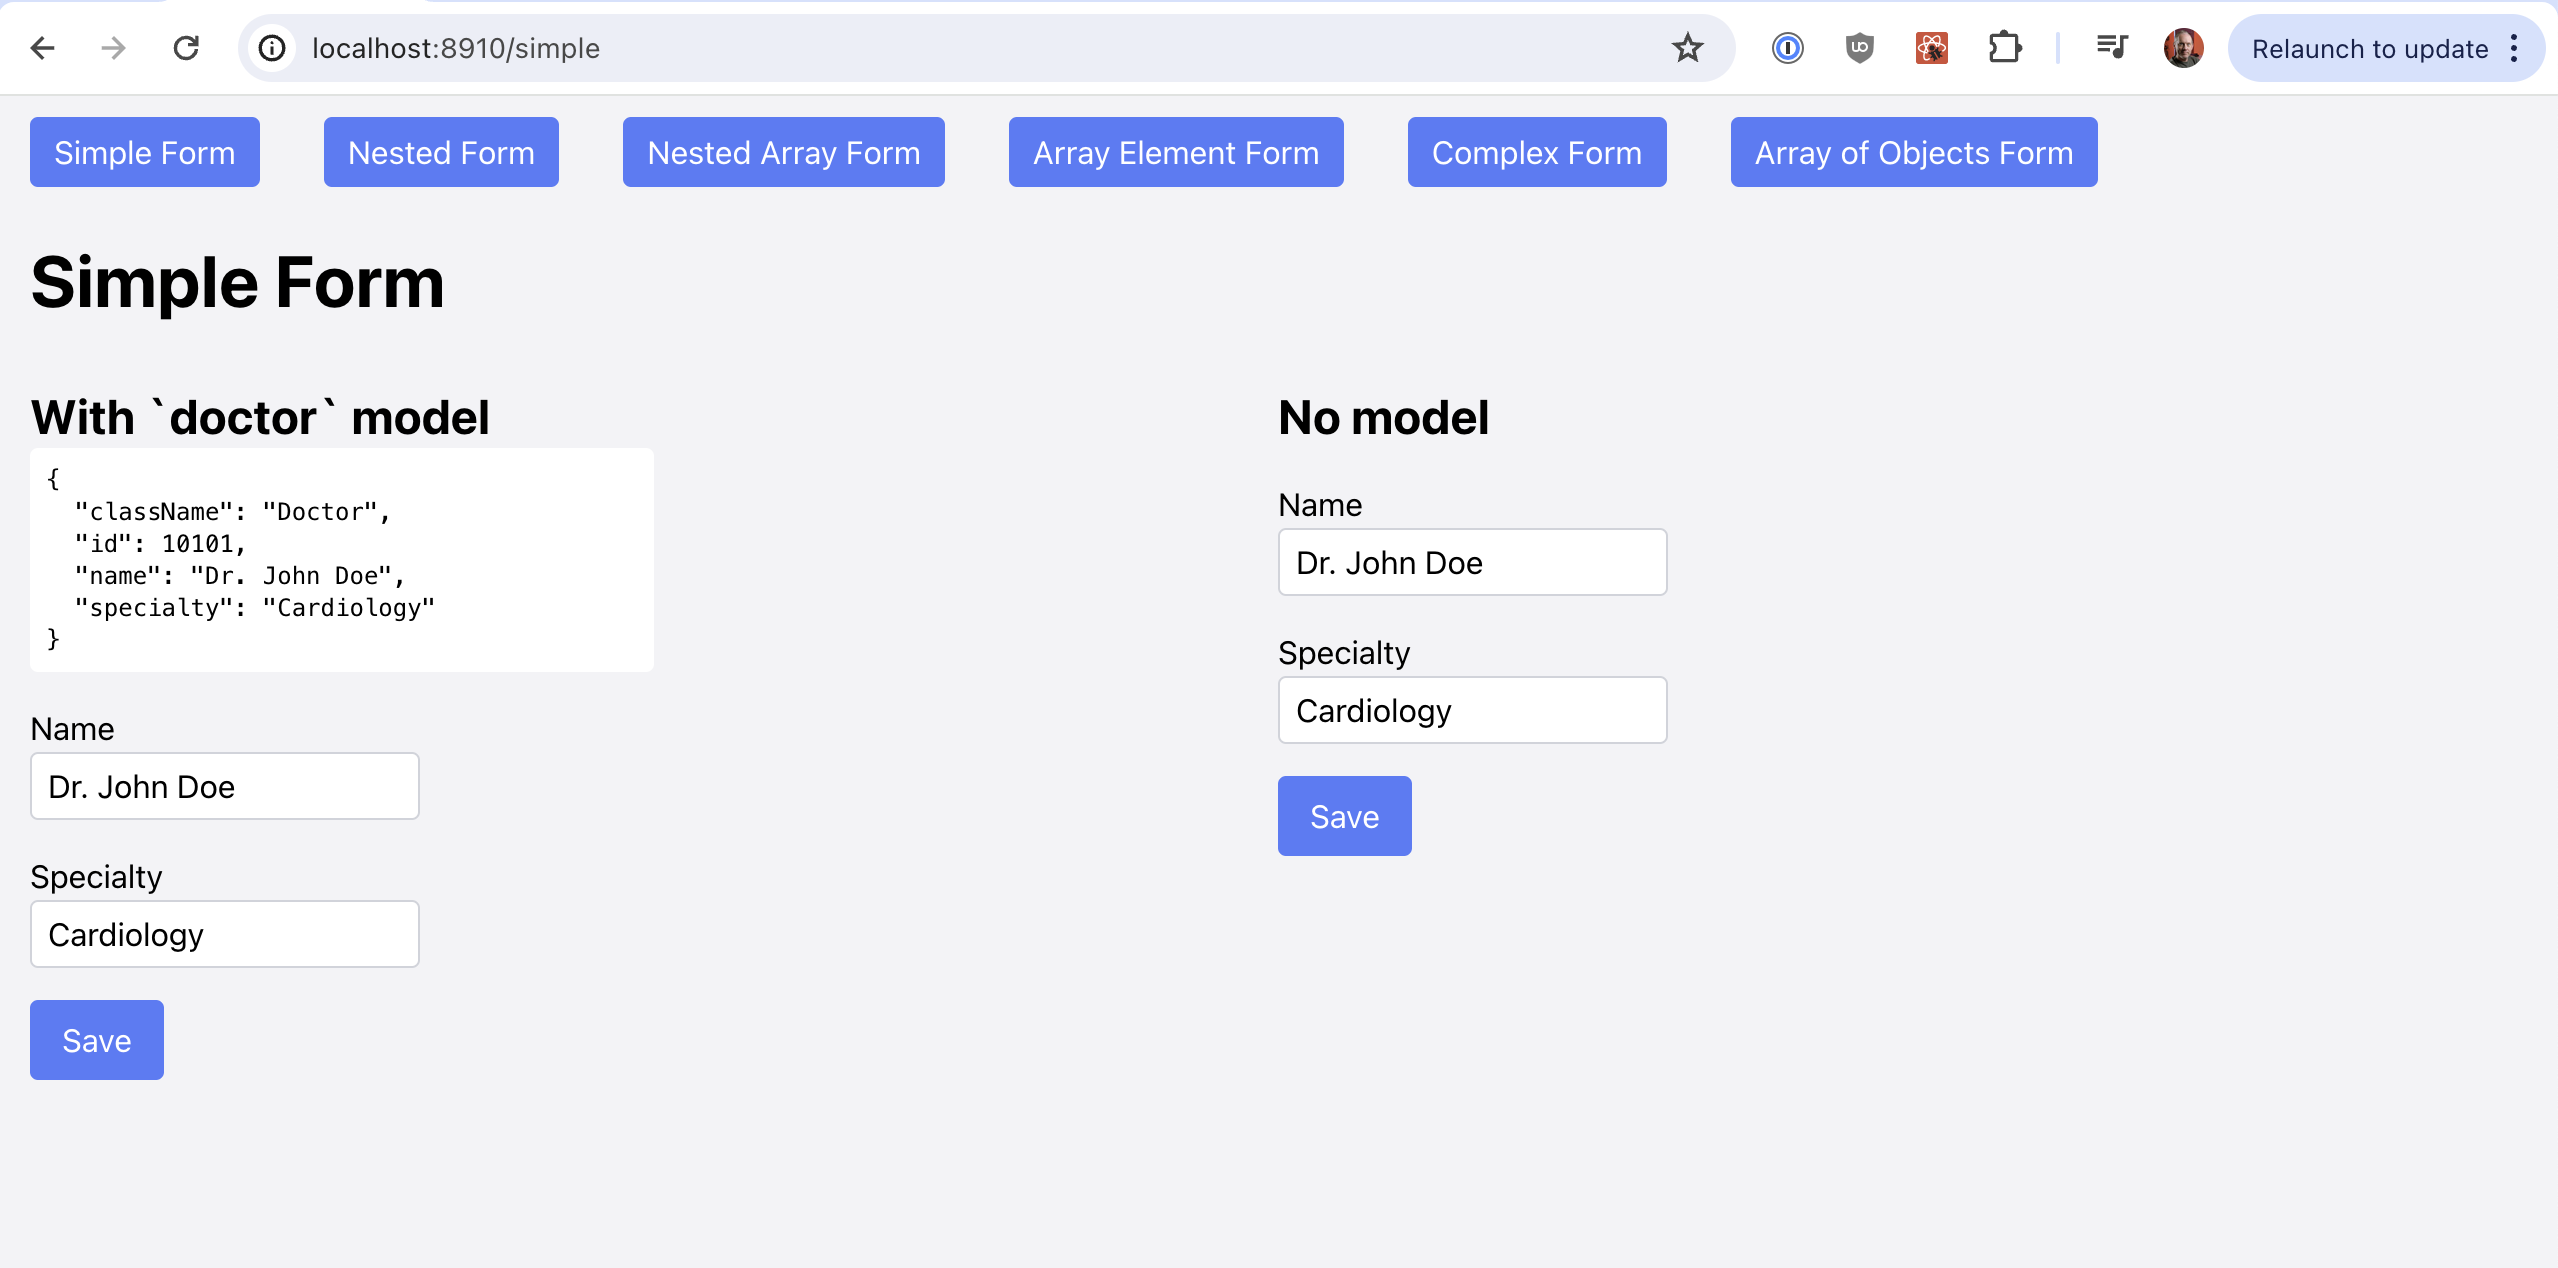 localhost:8910/simple
Relaunch to update
Simple Form
Nested Form
Nested Array Form
Array Element Form
Complex Form
Array of Objects Form
Simple Form
With `doctor` model
{
  "className": "Doctor",
  "id": 10101,
  "name": "Dr. John Doe",
  "specialty": "Cardiology"
}
Name
Dr. John Doe
Specialty
Cardiology
Save
No model
Name
Dr. John Doe
Specialty
Cardiology
Save